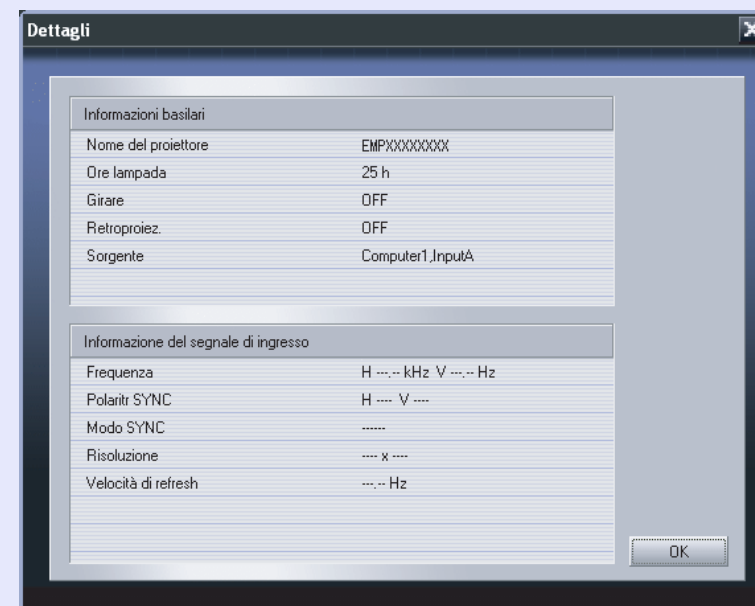 Dettagli
Informazioni basilari
Nome del proiettore EMPXXXXXXXX
Ore lampada 25 h
Girare OFF
Retroproiez. OFF
Sorgente Computer1,InputA
Informazione del segnale di ingresso
Frequenza H ---.-- kHz V ---.-- Hz
Polaritr SYNC H ---- V ----
Modo SYNC ------
Risoluzione ---- x ----
Velocità di refresh ---.-- Hz
OK